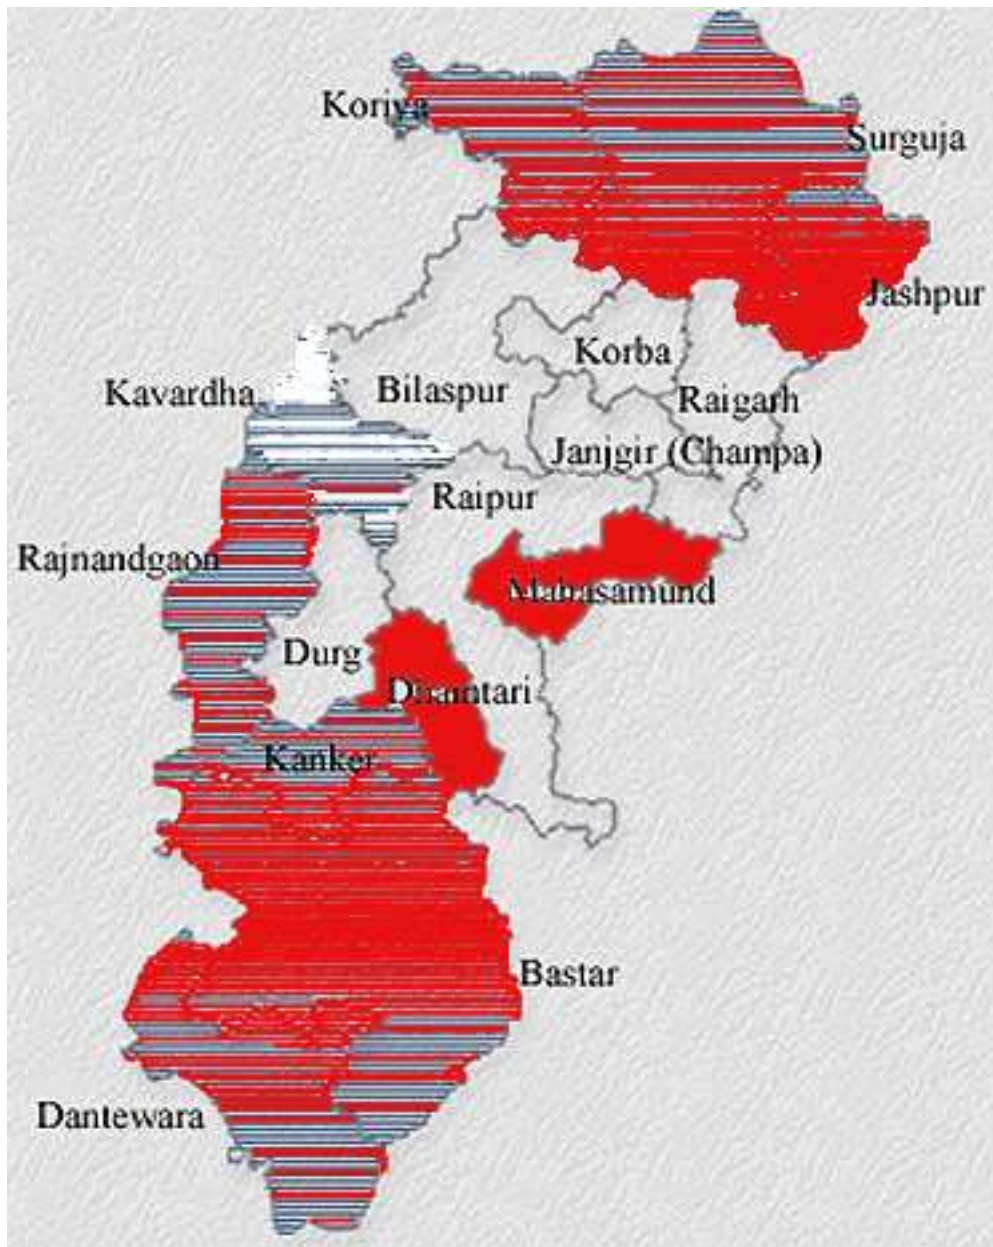 Koriya
Surguja
Jashpur
Korba
Kavardha
Bilaspur
Raigarh
Janjgir (Champa)
Raipur
Rajnandgaon
Mahasamund
Durg
Dhamtari
Kanker
Bastar
Dantewara